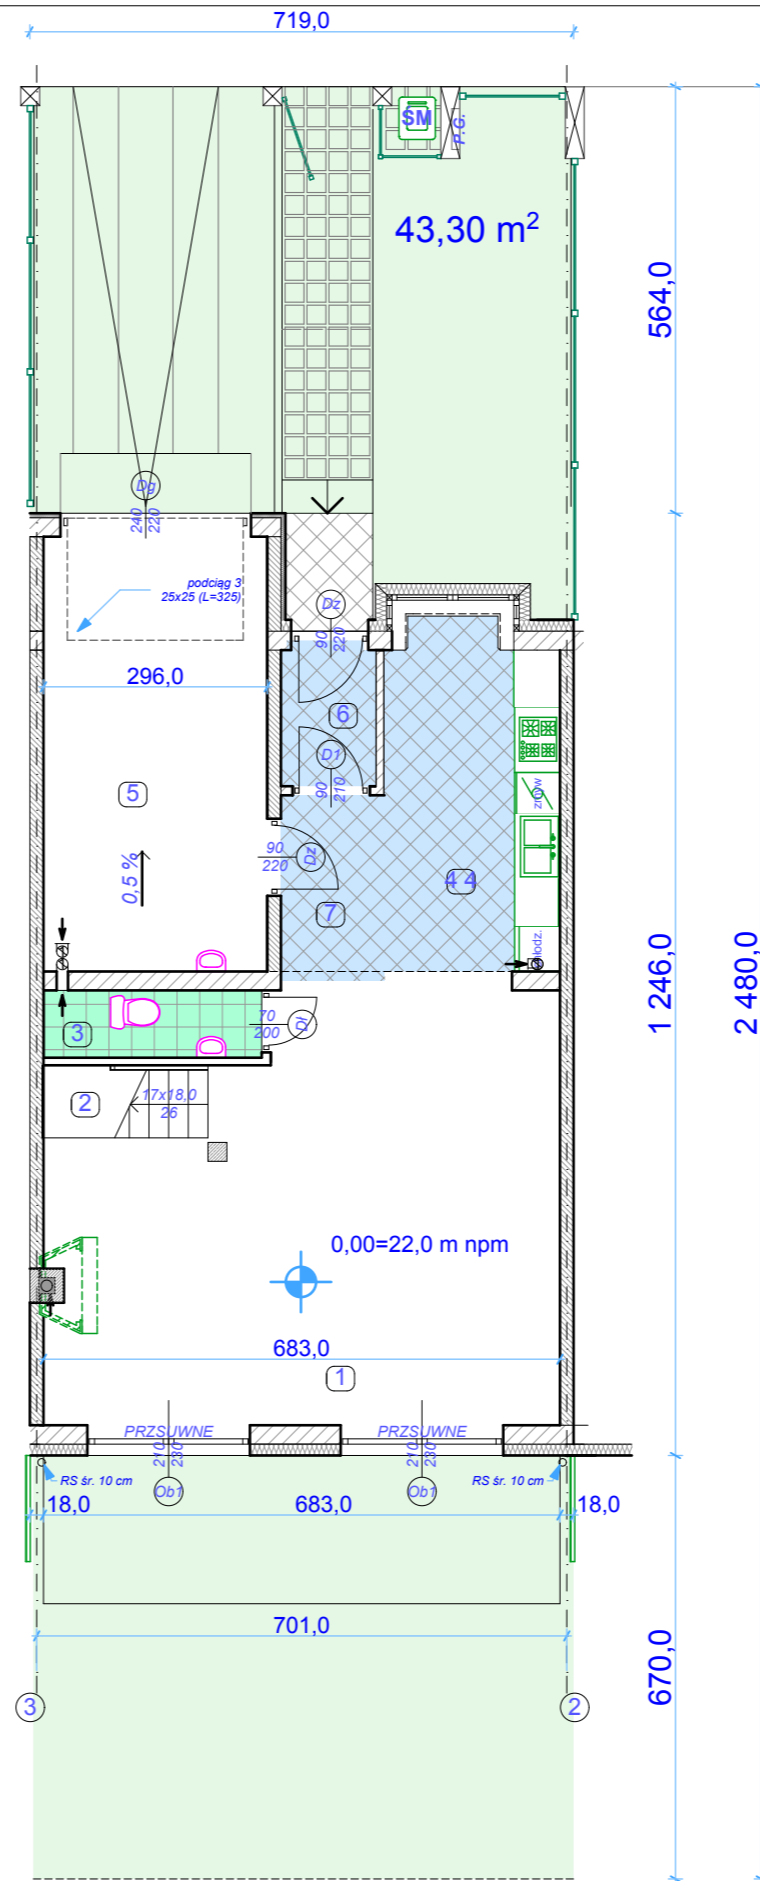 719,0
ŚM
P.G.
43,30 m²
564,0
Dg
240
220
podciąg 3
25x25 (L=325)
Dz
90
220
296,0
6
D1
90
210
5
zmyw
0,5 %
90
220
Dz
4 4
7
1 246,0
2 480,0
3
70
200
Dł
2
17x18,0
26
0,00=22,0 m npm
683,0
1
PRZSUWNE
PRZSUWNE
210
230
210
230
RS śr. 10 cm
Ob1
Ob1
RS śr. 10 cm
18,0
683,0
18,0
701,0
670,0
3
2